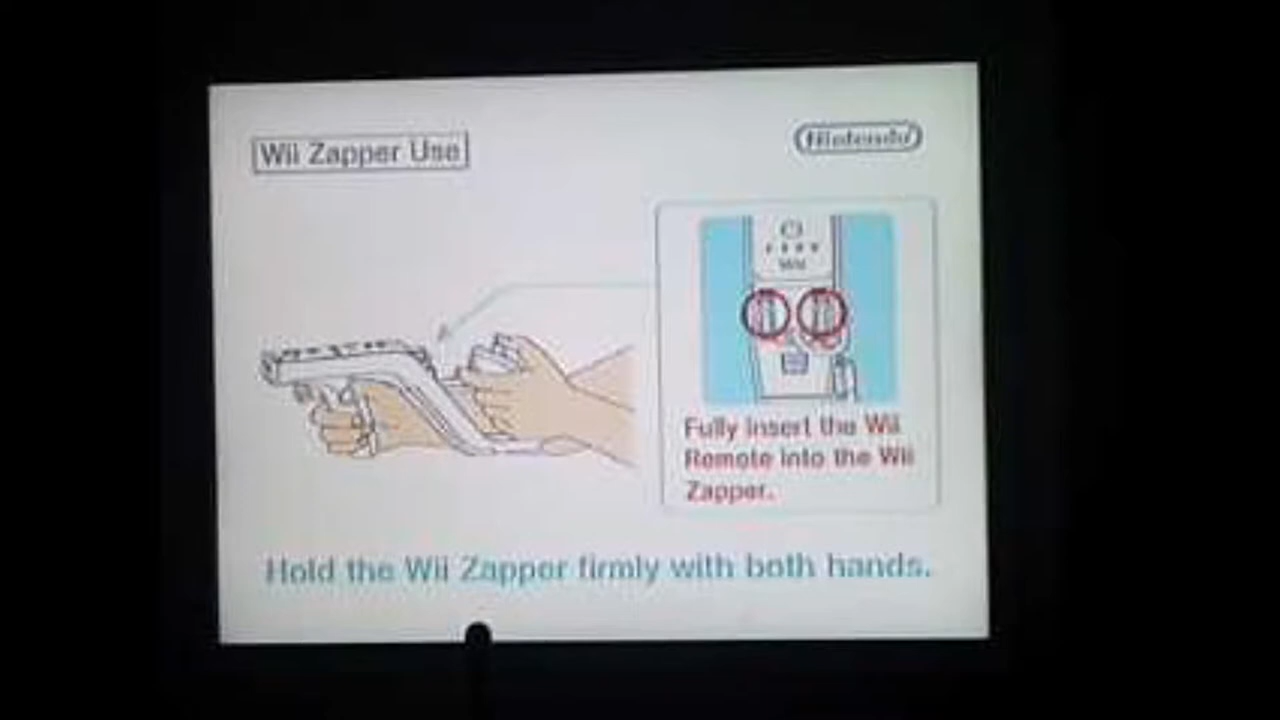 Wii Zapper Use
Nintendo
Wii
Fully insert the Wii
Remote into the Wii
Zapper.
Hold the Wii Zapper firmly with both hands.